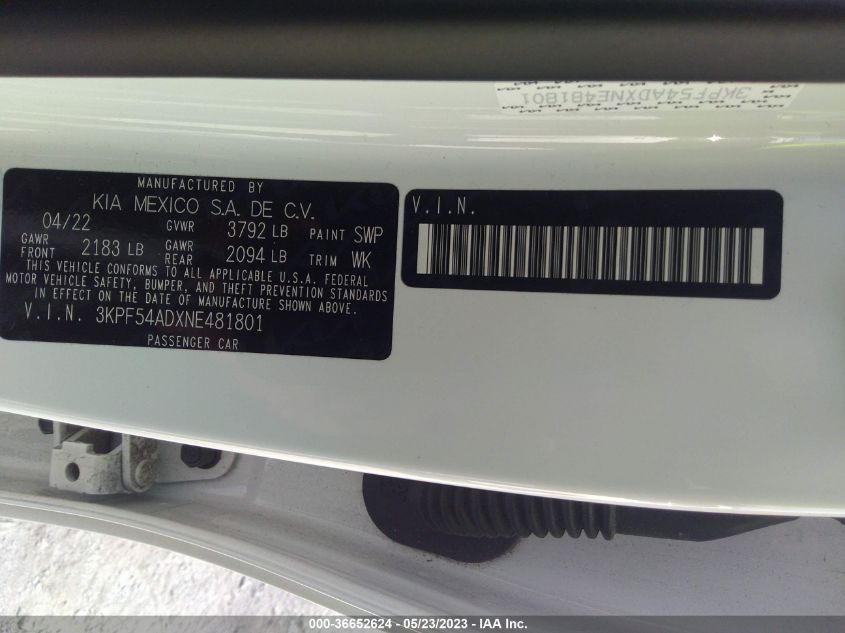 3KPF54ADXNE481801
MANUFACTURED BY
KIA MEXICO S.A. DE C.V.
04/22 GVWR 3792 LB PAINT SWP
GAWR FRONT 2183 LB GAWR REAR 2094 LB TRIM WK
THIS VEHICLE CONFORMS TO ALL APPLICABLE U.S.A. FEDERAL
MOTOR VEHICLE SAFETY, BUMPER, AND THEFT PREVENTION STANDARDS
IN EFFECT ON THE DATE OF MANUFACTURE SHOWN ABOVE.
V.I.N. 3KPF54ADXNE481801
PASSENGER CAR
V.I.N.
000-36652624 - 05/23/2023 - IAA Inc.